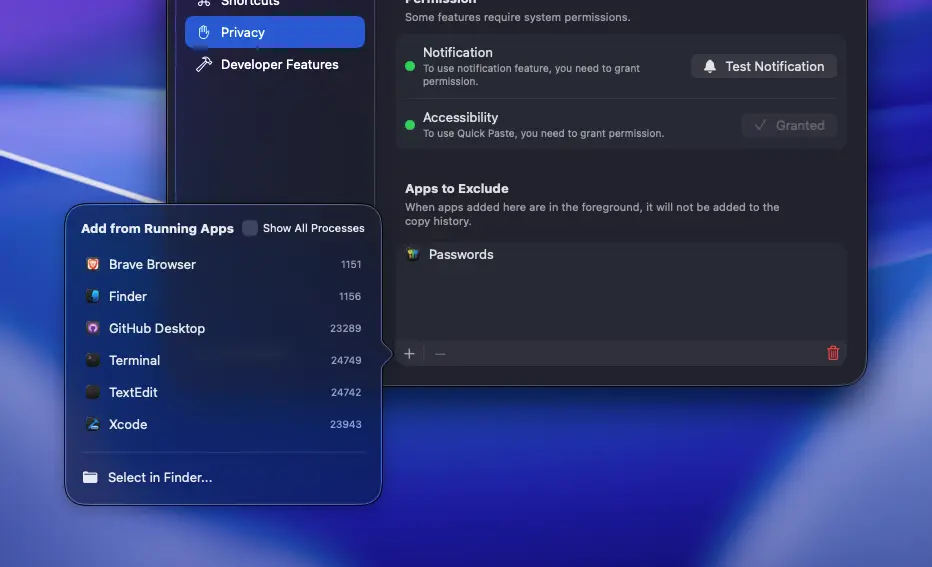 Shortcuts
Privacy
Developer Features
Permission
Some features require system permissions.
Notification
To use notification feature, you need to grant
permission.
Test Notification
Accessibility
To use Quick Paste, you need to grant permission.
Granted
Apps to Exclude
When apps added here are in the foreground, it will not be added to the
copy history.
Passwords
Add from Running Apps
Show All Processes
Brave Browser 1151
Finder 1156
GitHub Desktop 23289
Terminal 24749
TextEdit 24742
Xcode 23943
Select in Finder...